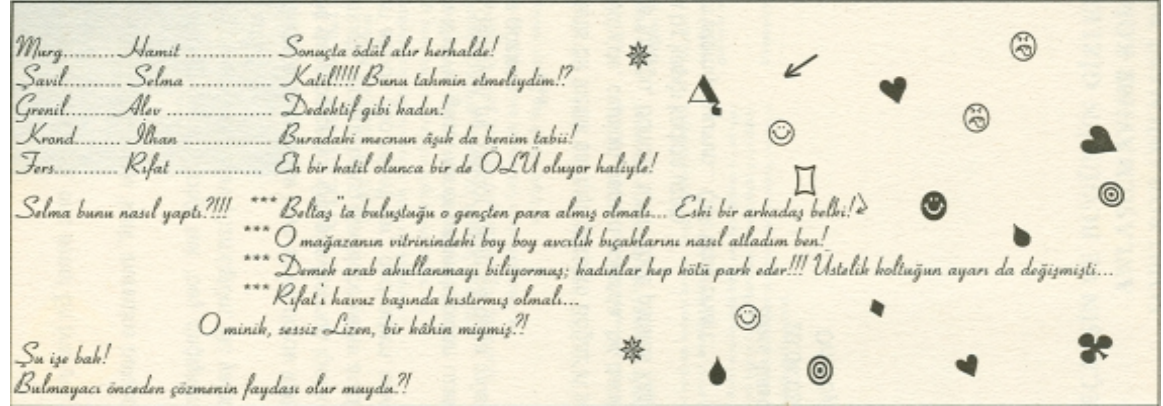 Murg......... Hamit .............. Sonuçta ödül alır herhalde!
Şavil......... Selma .............. Katil!!!! Bunu tahmin etmeliydim!?
Grenil........Alev .................. Dedektif gibi kadın!
Krond........ İlhan ............... Buradaki mecnun âşık da benim tabii!
Fers........... Rıfat ............... Eh bir katil olunca bir de ÖLÜ oluyor haliyle!
Selma bunu nasıl yaptı?!!! *** Beltaş"ta buluştuğu o gençten para almış olmalı... Eski bir arkadaş belki!
*** O mağazanın vitrinindeki boy boy avcılık bıçaklarını nasıl atladım ben!
*** Demek arab akullanmayı biliyormuş; kadınlar hep kötü park eder!!! Üstelik koltuğun ayarı da değişmişti...
*** Rıfat'ı havuz başında kıstırmış olmalı...
O minik, sessiz Lizen, bir kâhin miymiş?!
Şu işe bak!
Bulmayacı önceden çözmenin faydası olur muydu?!